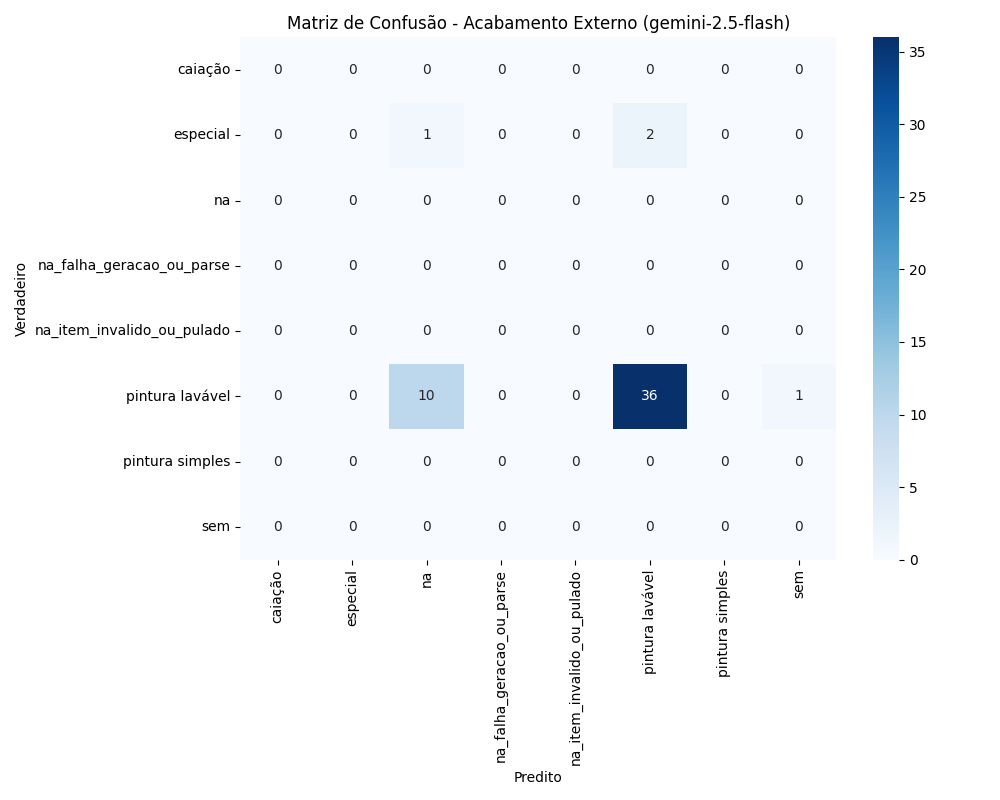 Matriz de Confusão - Acabamento Externo (gemini-2.5-flash)
caiação 0 0 0 0 0 0 0 0
especial 0 0 1 0 0 2 0 0
na 0 0 0 0 0 0 0 0
na_falha_geracao_ou_parse 0 0 0 0 0 0 0 0
na_item_invalido_ou_pulado 0 0 0 0 0 0 0 0
pintura lavável 0 0 10 0 0 36 0 1
pintura simples 0 0 0 0 0 0 0 0
sem 0 0 0 0 0 0 0 0
Verdadeiro
caiação
especial
na
na_falha_geracao_ou_parse
na_item_invalido_ou_pulado
pintura lavável
pintura simples
sem
Predito
35
30
25
20
15
10
5
0